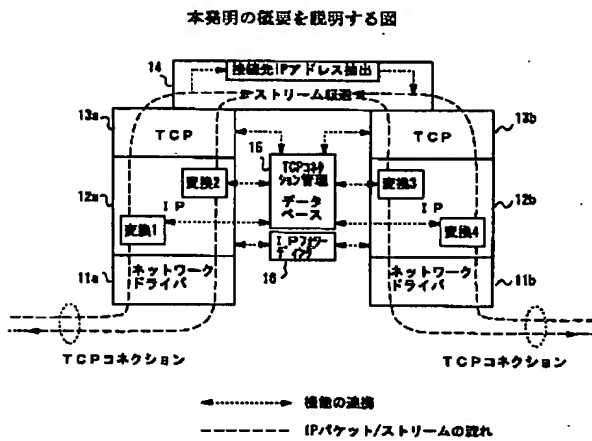 本発明の概要を説明する図
14
接続先IPアドレス抽出
ストリーム転送
13a
TCP
13b
TCP
15
TCPコネク
ション管理
データ
ベース
12a
変換2
IP
変換1
変換3
IP
変換4
12b
IPフォワー
ディング
16
11a
ネットワーク
ドライバ
ネットワーク
ドライバ
11b
TCPコネクション
TCPコネクション
機能の連携
IPパケット/ストリームの流れ